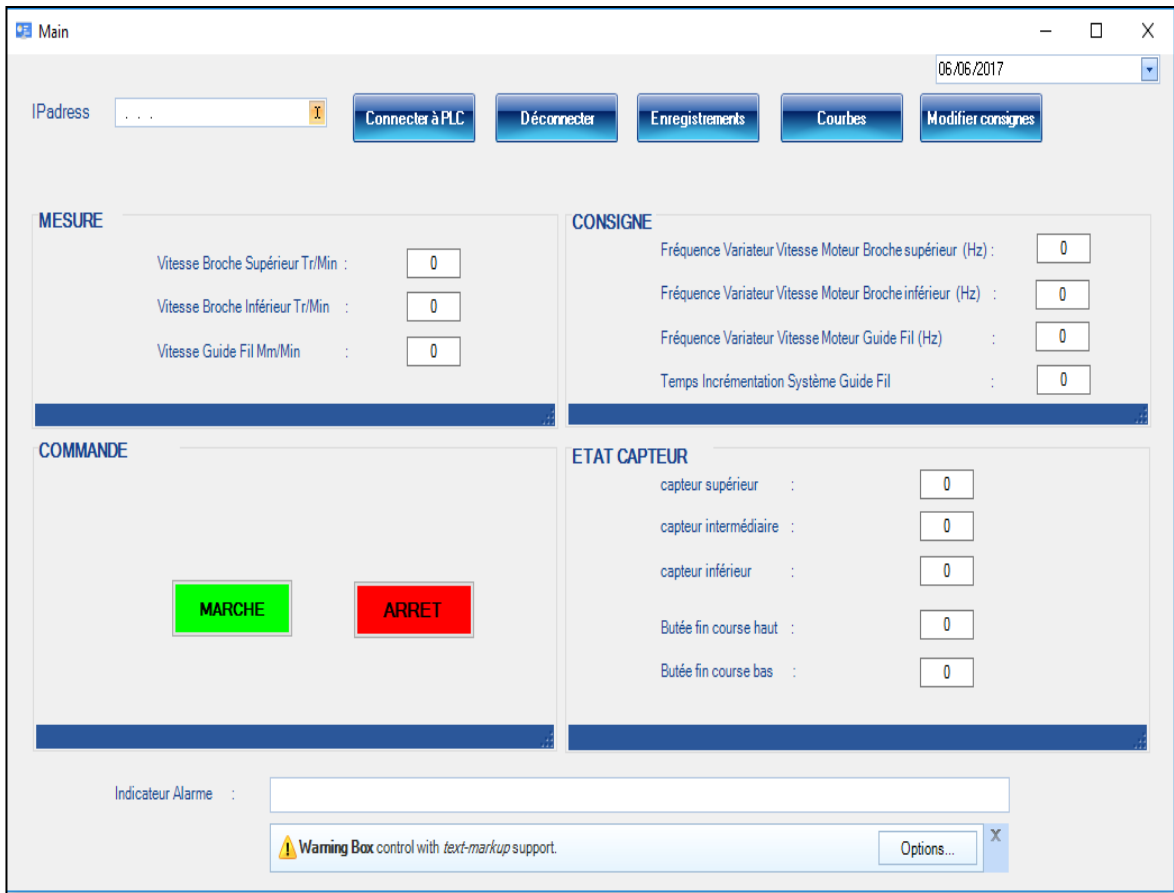 Main
06/06/2017
IPadress . . .
Connecter à PLC Déconnecter Enregistrements Courbes Modifier consignes
MESURE
Vitesse Broche Supérieur Tr/Min : 0
Vitesse Broche Inférieur Tr/Min : 0
Vitesse Guide Fil Mm/Min : 0
CONSIGNE
Fréquence Variateur Vitesse Moteur Broche supérieur (Hz) : 0
Fréquence Variateur Vitesse Moteur Broche inférieur (Hz) : 0
Fréquence Variateur Vitesse Moteur Guide Fil (Hz) : 0
Temps Incrémentation Système Guide Fil : 0
COMMANDE
MARCHE ARRET
ETAT CAPTEUR
capteur supérieur : 0
capteur intermédiaire : 0
capteur inférieur : 0
Butée fin course haut : 0
Butée fin course bas : 0
Indicateur Alarme :
Warning Box control with text-markup support. Options... X